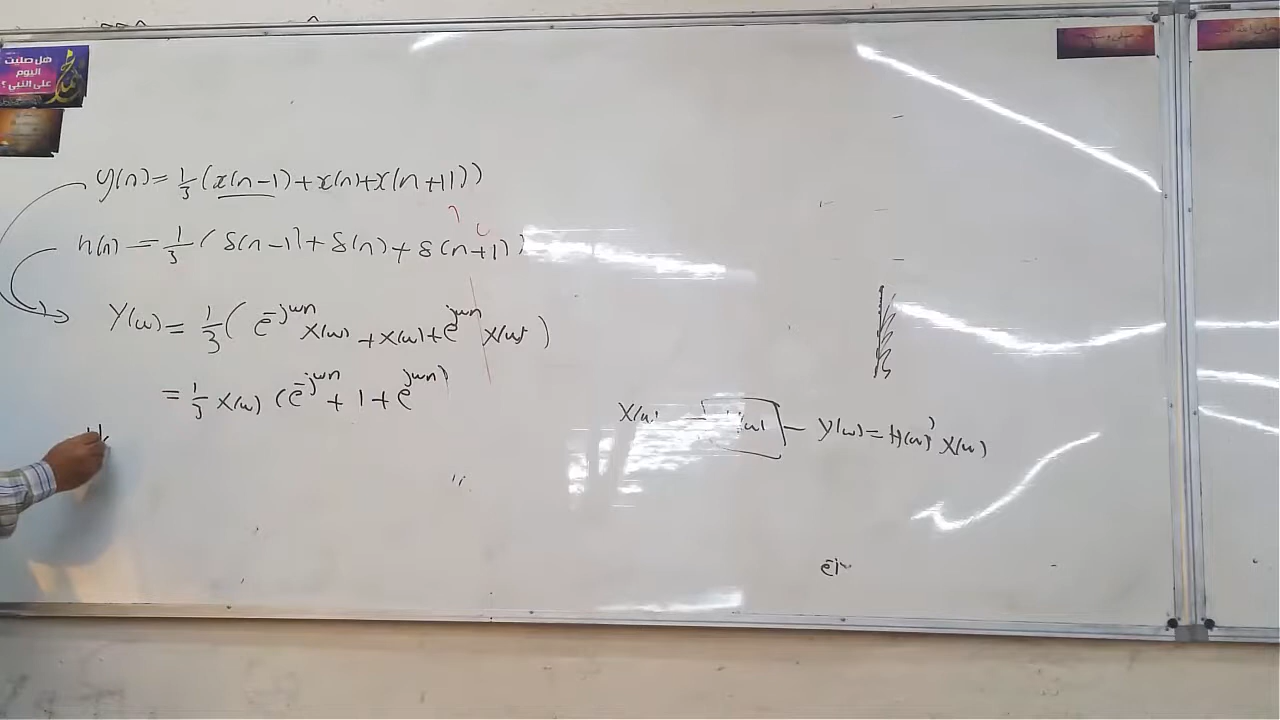 هل صليت
اليوم
على النبي ؟
محمد
y(n) = 1/3 (x(n-1) + x(n) + x(n+1))
h(n) = 1/3 ( δ(n-1) + δ(n) + δ(n+1) )
Y(ω) = 1/3 ( e^-jωn X(ω) + X(ω) + e^jωn X(ω) )
= 1/3 X(ω) ( e^-jωn + 1 + e^jωn )
X(ω) — H(ω) — Y(ω) = H(ω) X(ω)